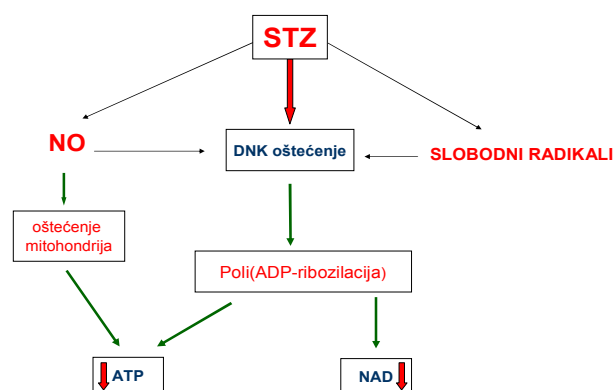 STZ
NO
DNK oštećenje
SLOBODNI RADIKALI
oštećenje
mitohondrija
Poli(ADP-ribozilacija)
ATP
NAD